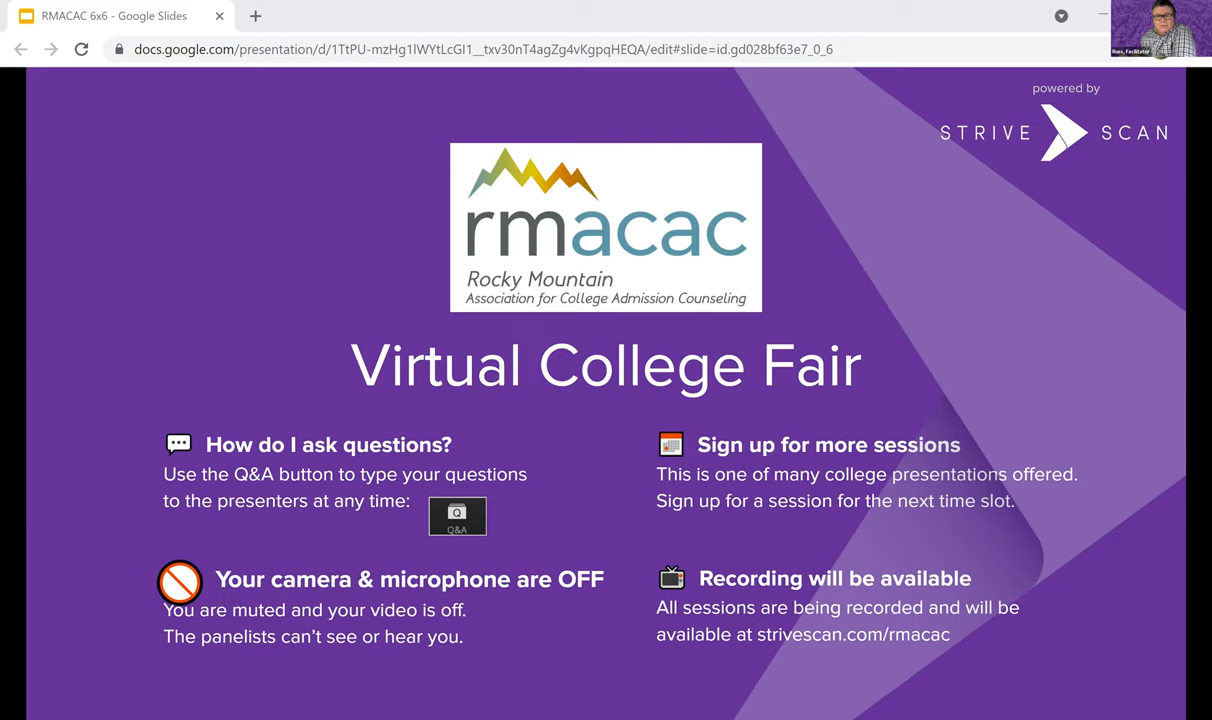 RMACAC 6x6 - Google Slides
docs.google.com/presentation/d/1TtPU-mzHg1lWYtLcGl1__txv30nT4agZg4vKgpqHEQA/edit#slide=id.gd028bf63e7_0_6
Russ, Facilitator
powered by
STRIVE SCAN
rmacac
Rocky Mountain
Association for College Admission Counseling
Virtual College Fair
How do I ask questions?
Use the Q&A button to type your questions
to the presenters at any time:
Q
Q&A
Sign up for more sessions
This is one of many college presentations offered.
Sign up for a session for the next time slot.
Your camera & microphone are OFF
You are muted and your video is off.
The panelists can't see or hear you.
Recording will be available
All sessions are being recorded and will be
available at strivescan.com/rmacac